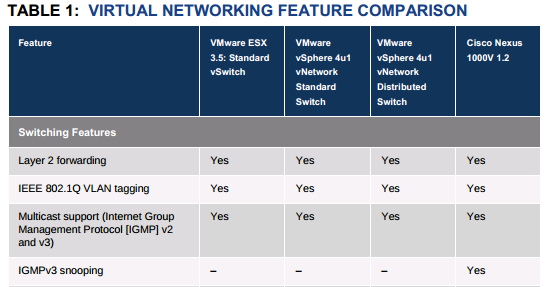 TABLE 1: VIRTUAL NETWORKING FEATURE COMPARISON
Feature
VMware ESX
3.5: Standard
vSwitch
VMware
vSphere 4u1
vNetwork
Standard
Switch
VMware
vSphere 4u1
vNetwork
Distributed
Switch
Cisco Nexus
1000V 1.2
Switching Features
Layer 2 forwarding Yes Yes Yes Yes
IEEE 802.1Q VLAN tagging Yes Yes Yes Yes
Multicast support (Internet Group Yes Yes Yes Yes
Management Protocol [IGMP] v2
and v3)
IGMPv3 snooping – – – Yes